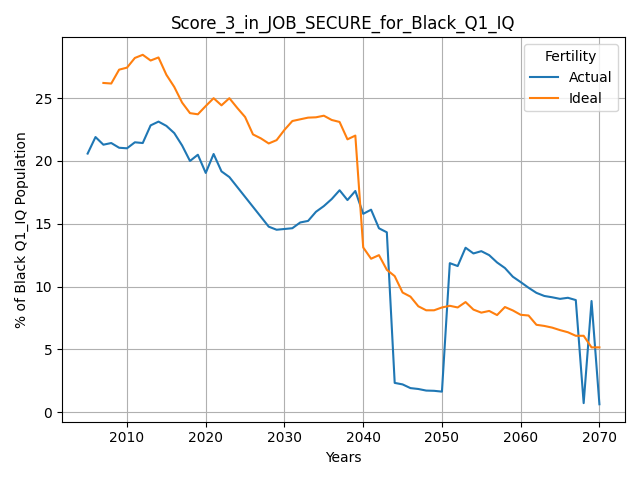 Score_3_in_JOB_SECURE_for_Black_Q1_IQ
Fertility
Actual
Ideal
% of Black Q1_IQ Population
25
20
15
10
5
0
2010 2020 2030 2040 2050 2060 2070
Years